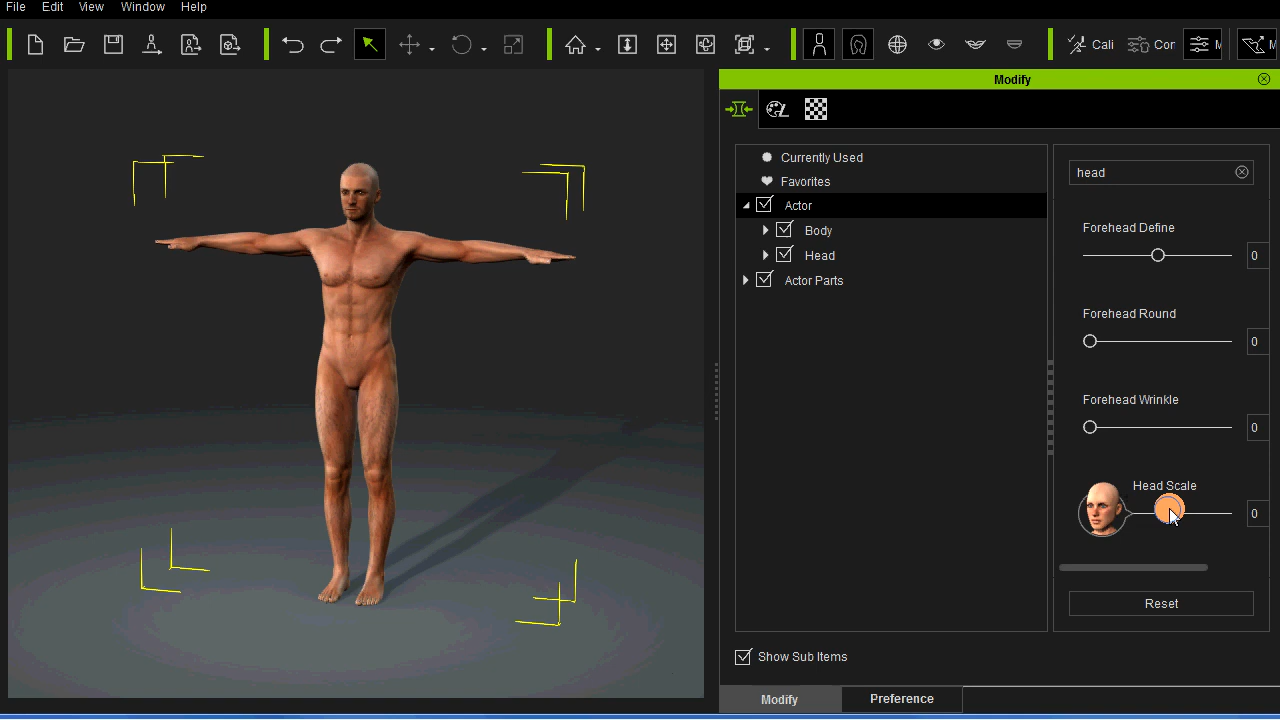 File Edit View Window Help
Cali Cor M M
Modify
Currently Used
Favorites
Actor
Body
Head
Actor Parts
head
Forehead Define
0
Forehead Round
0
Forehead Wrinkle
0
Head Scale
0
Reset
Show Sub Items
Modify Preference